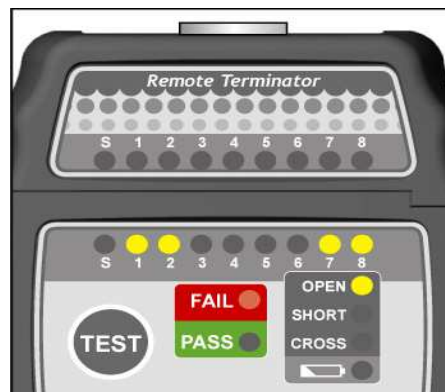 Remote Terminator
S 1 2 3 4 5 6 7 8
S 1 2 3 4 5 6 7 8
OPEN
FAIL
SHORT
TEST
PASS
CROSS